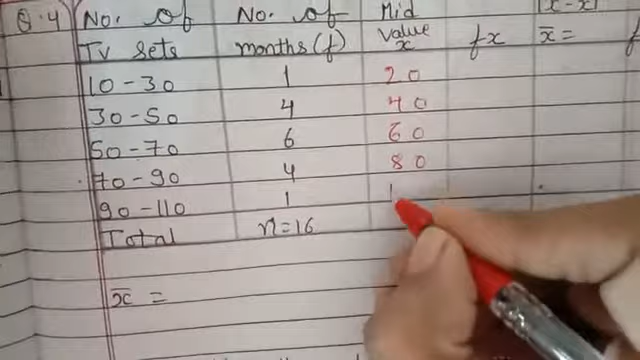 Q.4 No. of No. of Mid |x-x̄|
TV sets months (f) value x fx x̄ = f
10-30 1 20
30-50 4 40
50-70 6 60
70-90 4 80
90-110 1 1
Total n=16
x̄ =